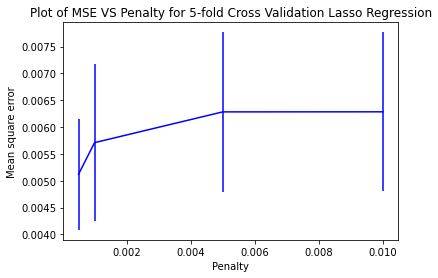 Plot of MSE VS Penalty for 5-fold Cross Validation Lasso Regression
0.0075
0.0070
0.0065
0.0060
0.0055
0.0050
0.0045
0.0040
Mean square error
0.002 0.004 0.006 0.008 0.010
Penalty